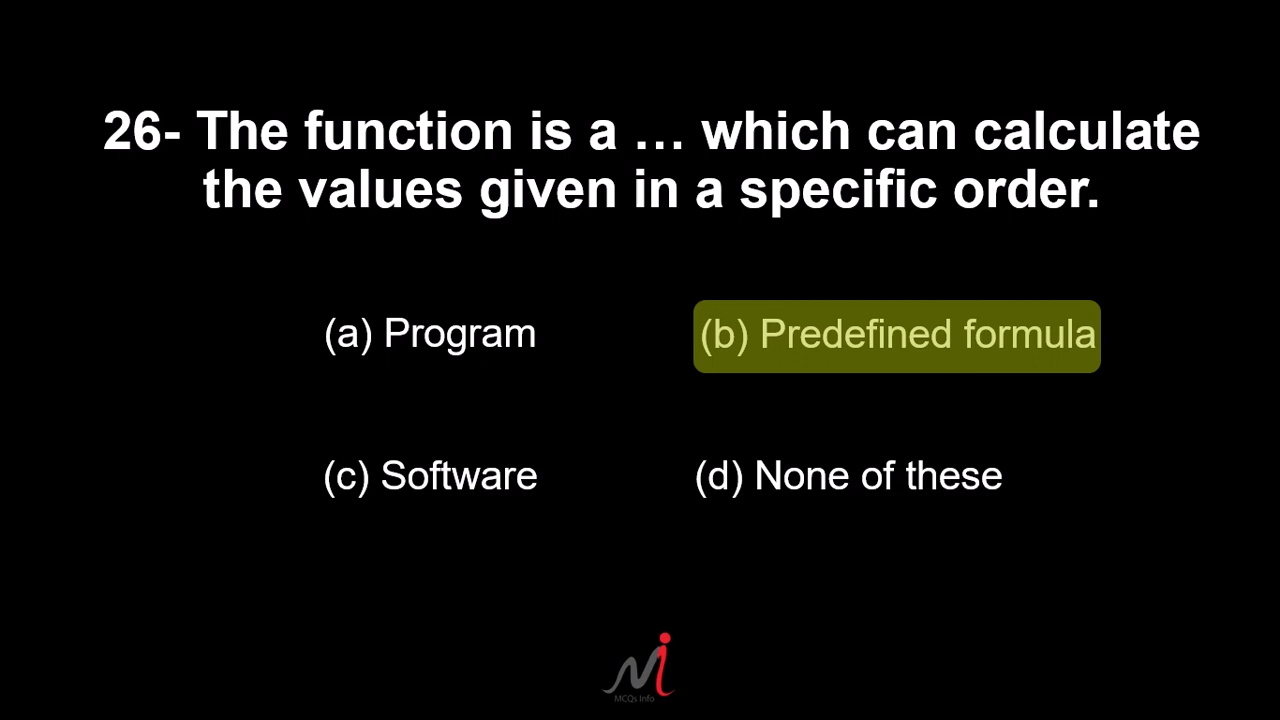 26- The function is a … which can calculate
the values given in a specific order.
(a) Program
(b) Predefined formula
(c) Software
(d) None of these
MCQs Info